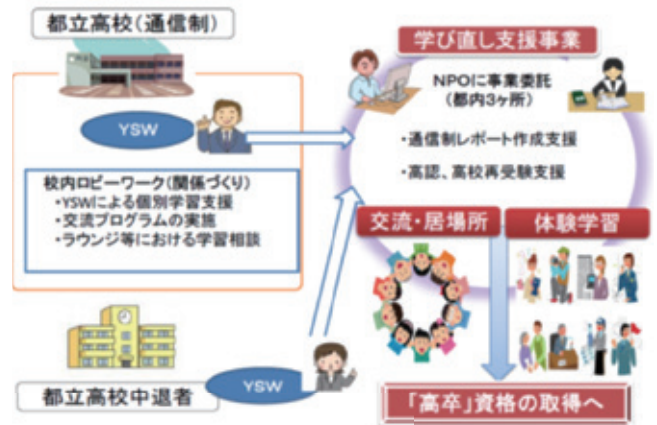 都立高校(通信制)
YSW
校内ロビーワーク(関係づくり)
・YSWによる個別学習支援
・交流プログラムの実施
・ラウンジ等における学習相談
都立高校中退者
YSW
学び直し支援事業
NPOに事業委託
(都内3ヶ所)
・通信制レポート作成支援
・高認、高校再受験支援
交流・居場所
体験学習
「高卒」資格の取得へ